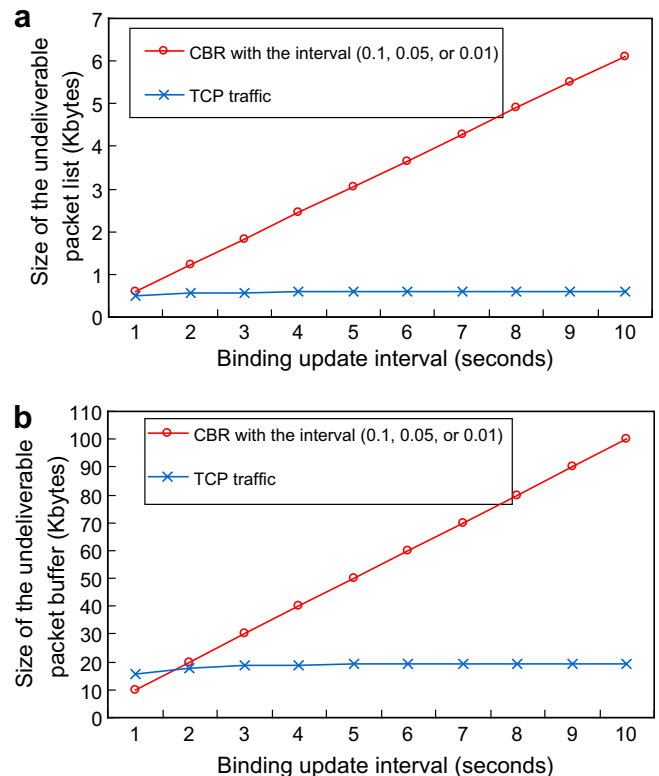 a
7
6
5
4
3
2
1
0
CBR with the interval (0.1, 0.05, or 0.01)
TCP traffic
Size of the undeliverable
packet list (Kbytes)
1 2 3 4 5 6 7 8 9 10
Binding update interval (seconds)
b
110
100
90
80
70
60
50
40
30
20
10
0
CBR with the interval (0.1, 0.05, or 0.01)
TCP traffic
Size of the undeliverable
packet buffer (Kbytes)
1 2 3 4 5 6 7 8 9 10
Binding update interval (seconds)